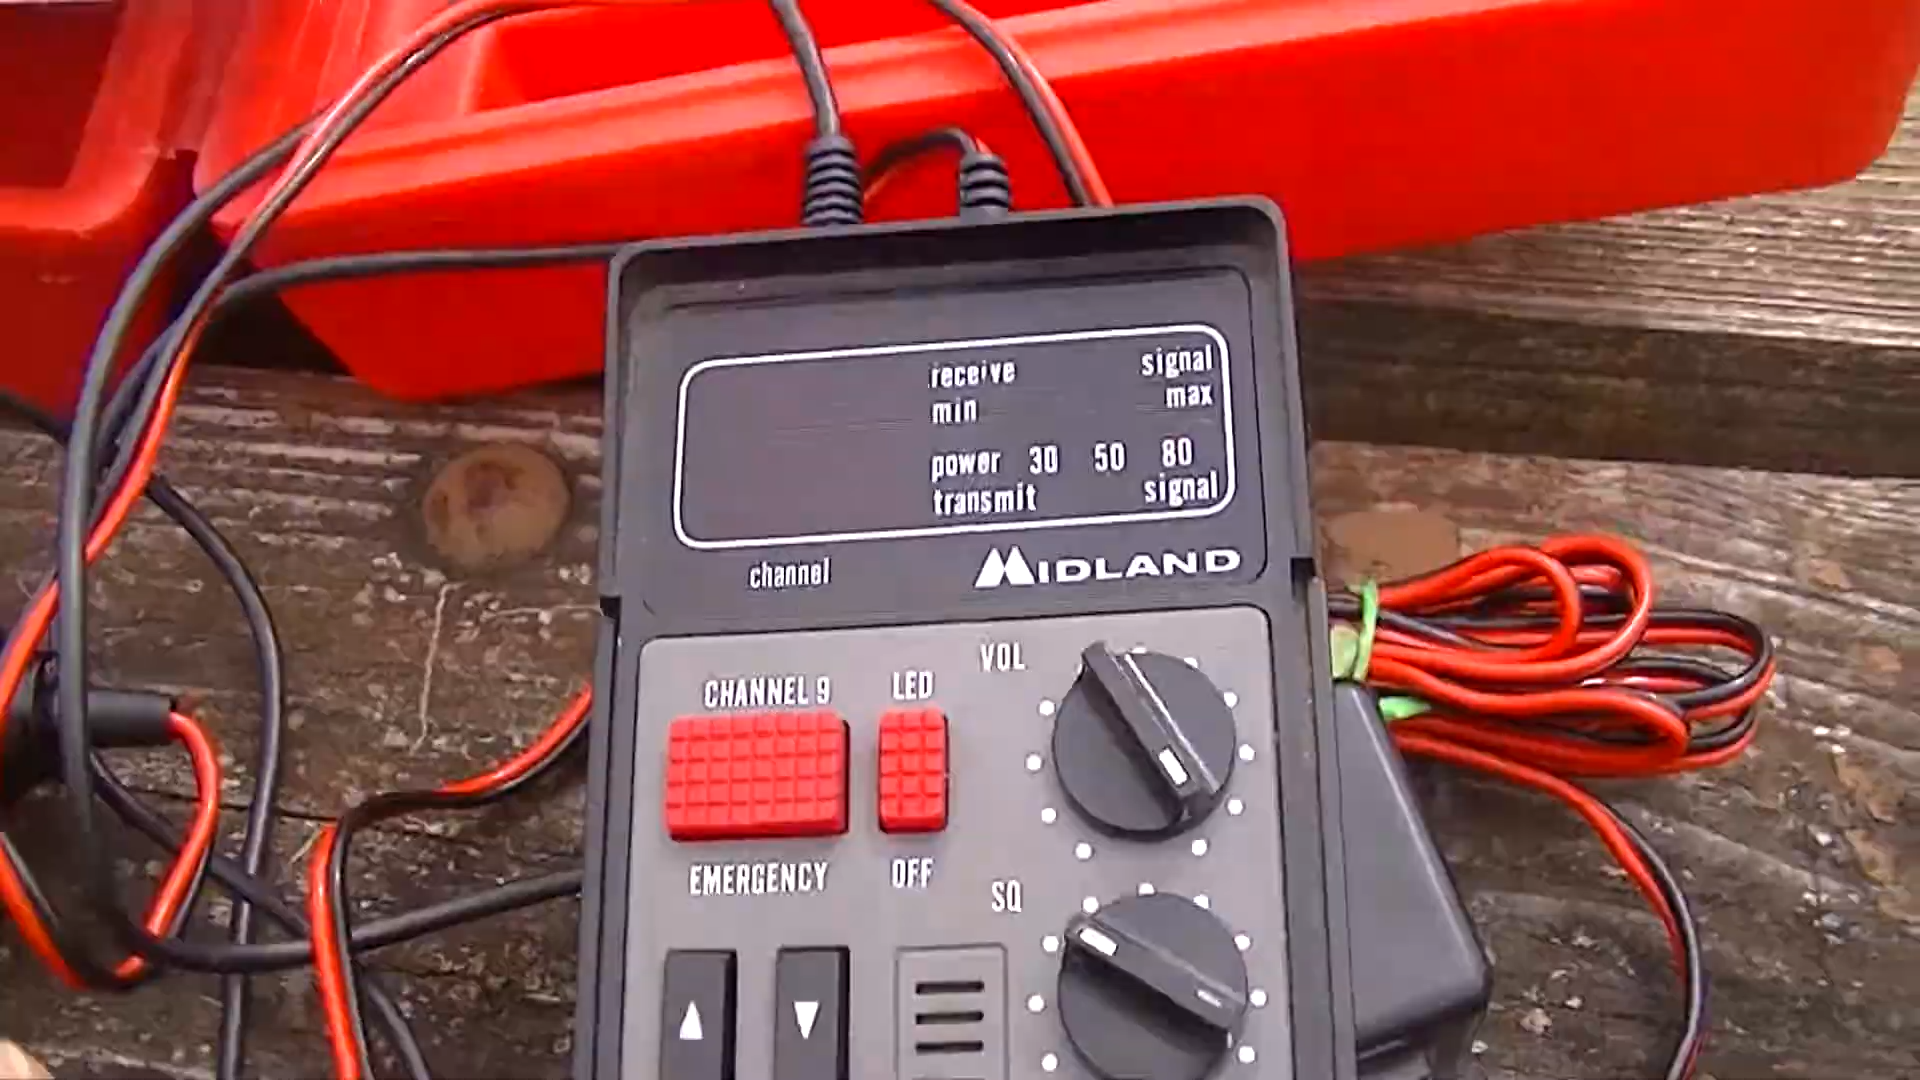 receive signal
min max
power 30 50 80
transmit signal
channel MIDLAND
VOL
CHANNEL 9 LED
EMERGENCY OFF
SQ